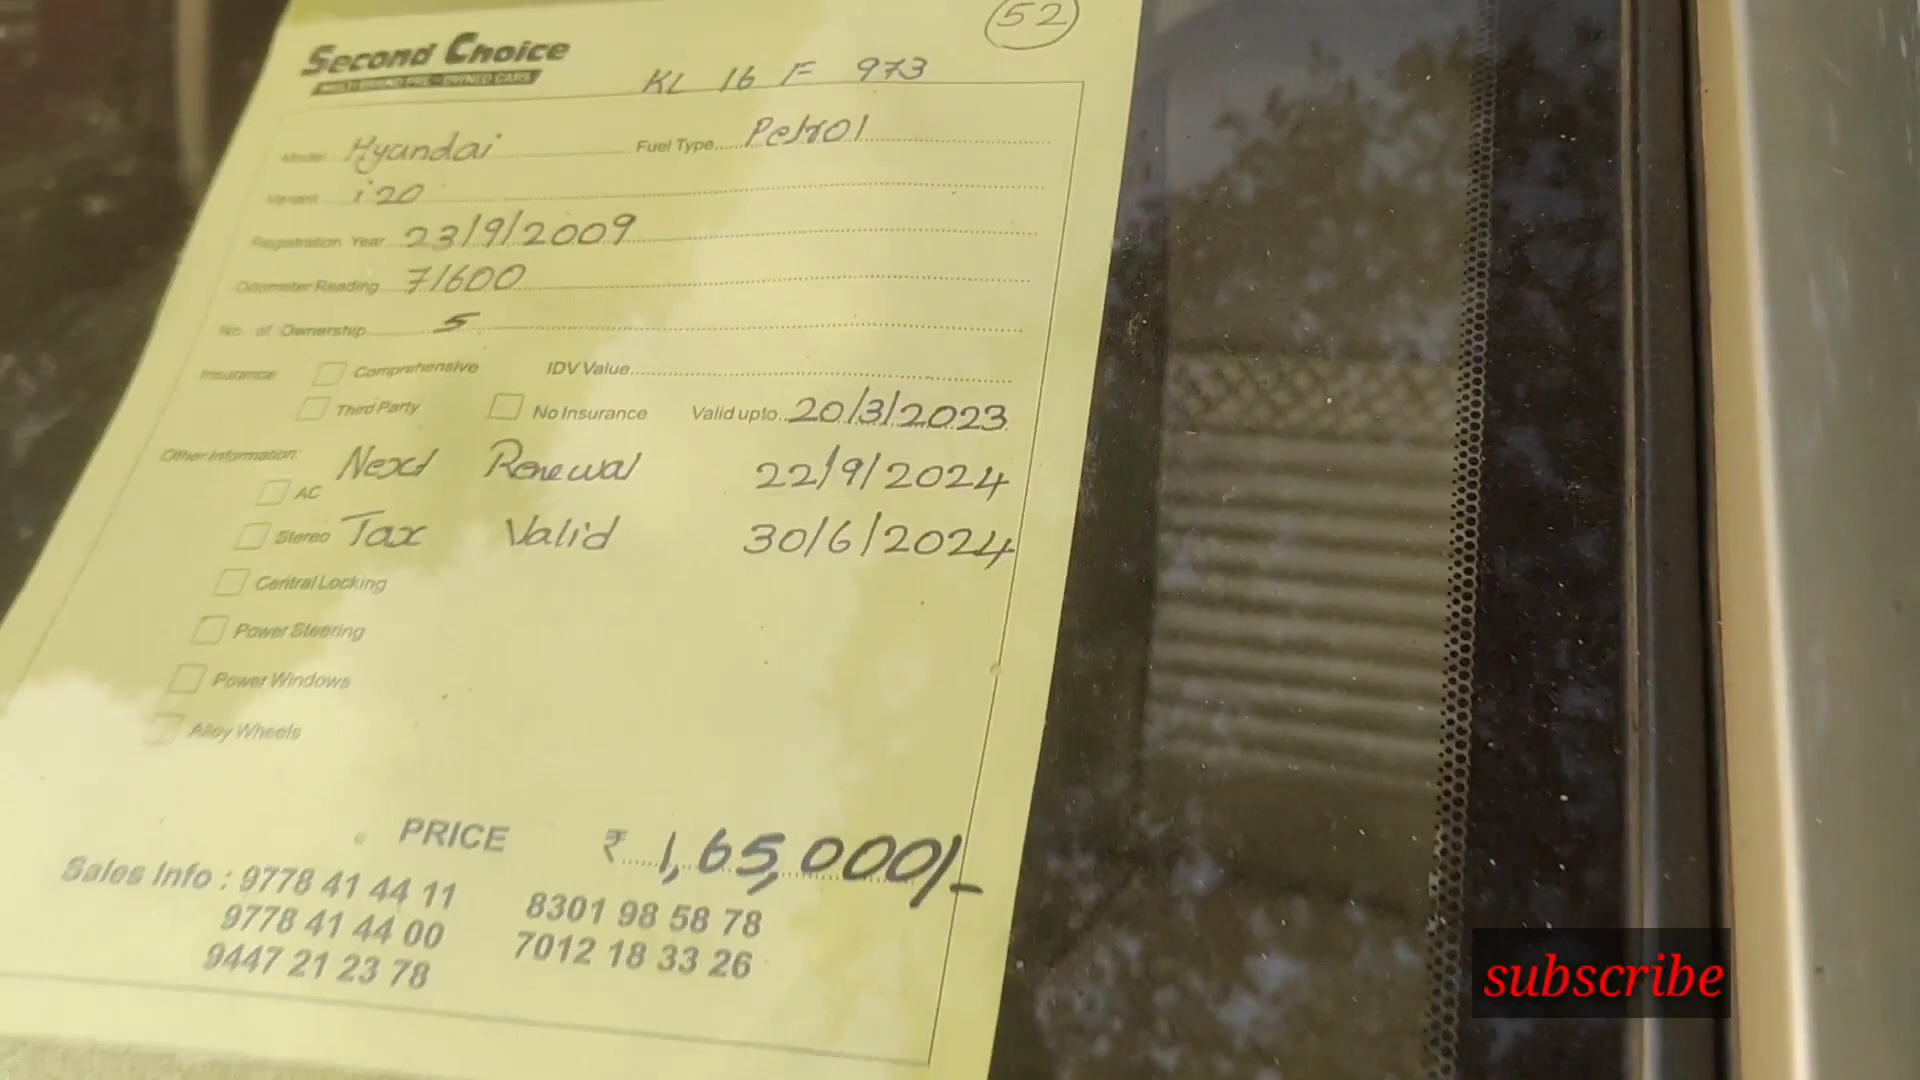 52
Second Choice
MULTI BRAND PRE-OWNED CARS
KL 16 F 973
Model Hyundai Fuel Type Petrol
Variant i20
Registration Year 23/9/2009
Odometer Reading 71600
No. of Ownership 5
Insurance Comprehensive IDV Value
Third Party No Insurance Valid upto 20/3/2023
Other Information Next Renewal 22/9/2024
AC
Stereo Tax Valid 30/6/2024
Central Locking
Power Steering
Power Windows
Alloy Wheels
PRICE ₹ 1,65,000/-
Sales Info : 9778 41 44 11 8301 98 58 78
9778 41 44 00 7012 18 33 26
9447 21 23 78
subscribe